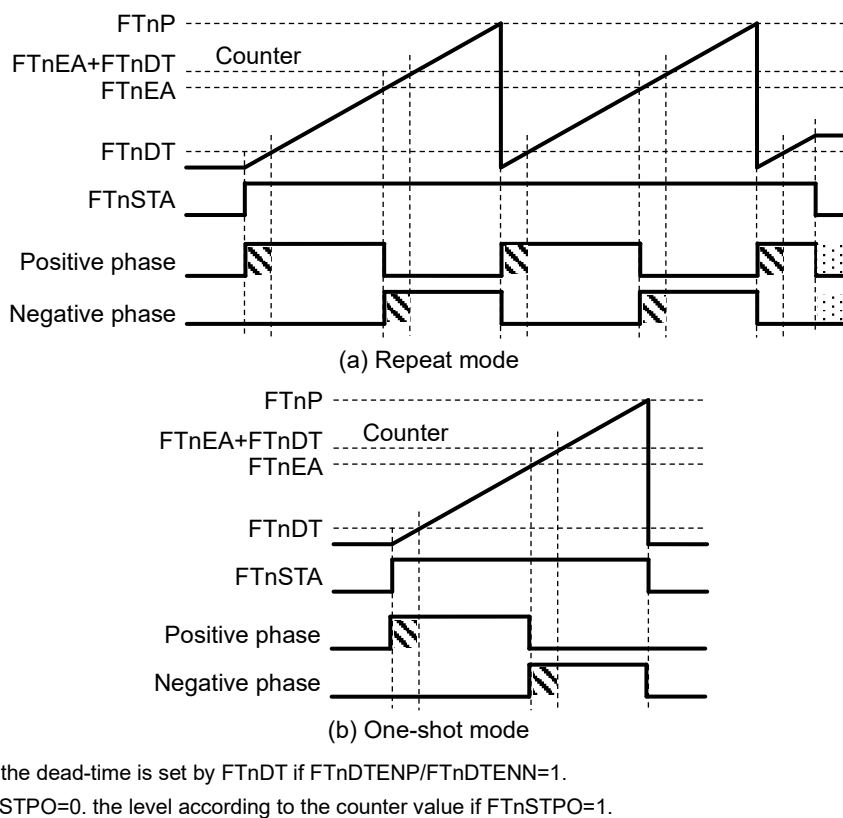 FTnP
FTnEA+FTnDT
Counter
FTnEA
FTnDT
FTnSTA
Positive phase
Negative phase
(a) Repeat mode
FTnP
FTnEA+FTnDT
Counter
FTnEA
FTnDT
FTnSTA
Positive phase
Negative phase
(b) One-shot mode
the dead-time is set by FTnDT if FTnDTENP/FTnDTENN=1.
STPO=0. the level according to the counter value if FTnSTPO=1.